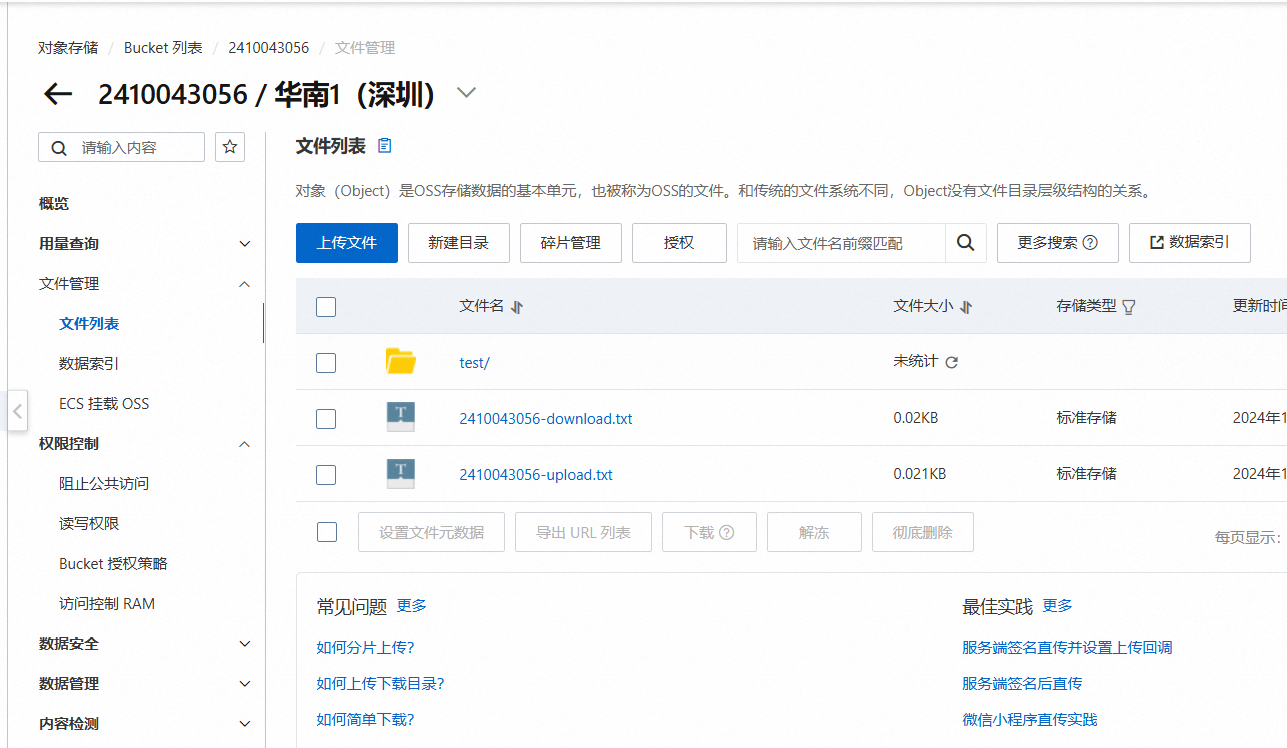 对象存储 / Bucket 列表 / 2410043056 / 文件管理
2410043056 / 华南1（深圳）
请输入内容
概览
用量查询
文件管理
文件列表
数据索引
ECS 挂载 OSS
权限控制
阻止公共访问
读写权限
Bucket 授权策略
访问控制 RAM
数据安全
数据管理
内容检测
文件列表
对象（Object）是OSS存储数据的基本单元，也被称为OSS的文件。和传统的文件系统不同，Object没有文件目录层级结构的关系。
上传文件 新建目录 碎片管理 授权 请输入文件名前缀匹配 更多搜索 数据索引
文件名 文件大小 存储类型 更新时间
test/ 未统计
2410043056-download.txt 0.02KB 标准存储 2024年1
2410043056-upload.txt 0.021KB 标准存储 2024年1
设置文件元数据 导出 URL 列表 下载 解冻 彻底删除 每页显示：
常见问题 更多
如何分片上传?
如何上传下载目录?
如何简单下载?
最佳实践 更多
服务端签名直传并设置上传回调
服务端签名后直传
微信小程序直传实践